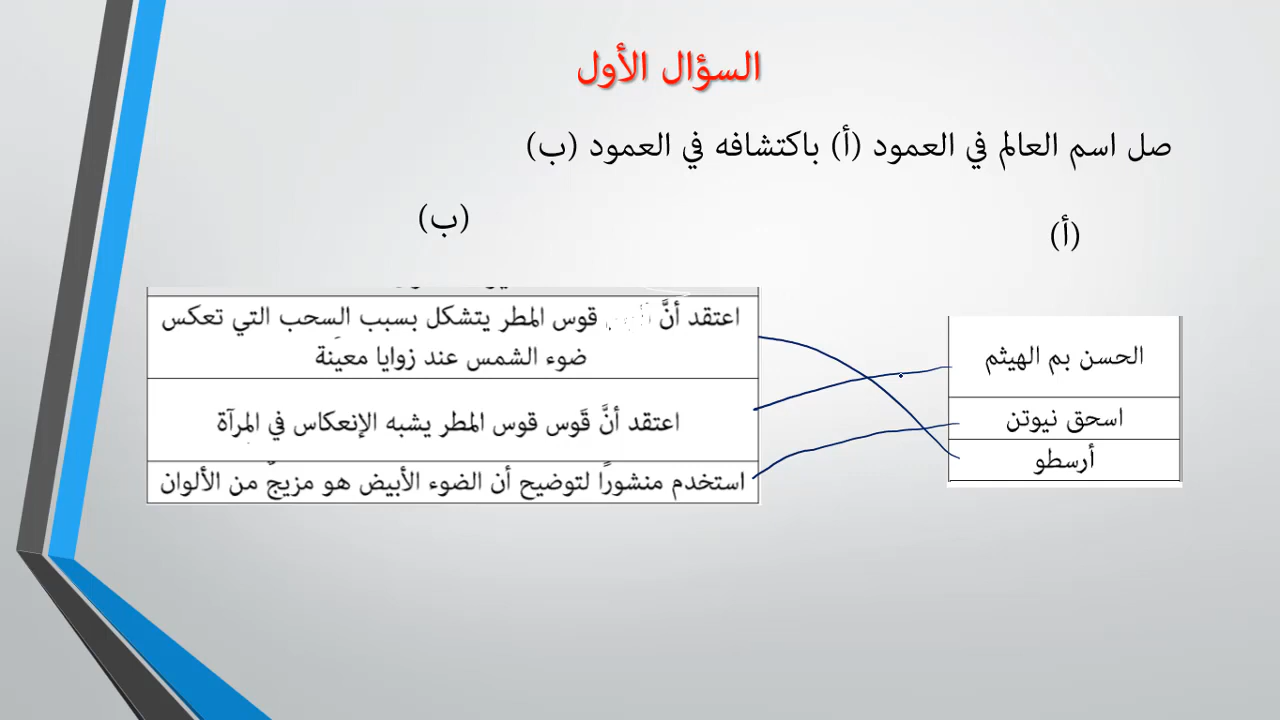 السؤال الأول
صل اسم العالم في العمود (أ) باكتشافه في العمود (ب)
(أ)
(ب)
الحسن بم الهيثم
اسحق نيوتن
أرسطو
اعتقد أنَّ قوس المطر يتشكل بسبب السحب التي تعكس
ضوء الشمس عند زوايا معينة
اعتقد أنَّ قَوس قوس المطر يشبه الإنعكاس في المرآة
استخدم منشورًا لتوضيح أن الضوء الأبيض هو مزيجٌ من الألوان